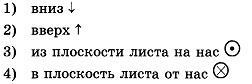 1) вниз ↓
2) вверх ↑
3) из плоскости листа на нас ⊙
4) в плоскость листа от нас ⊗